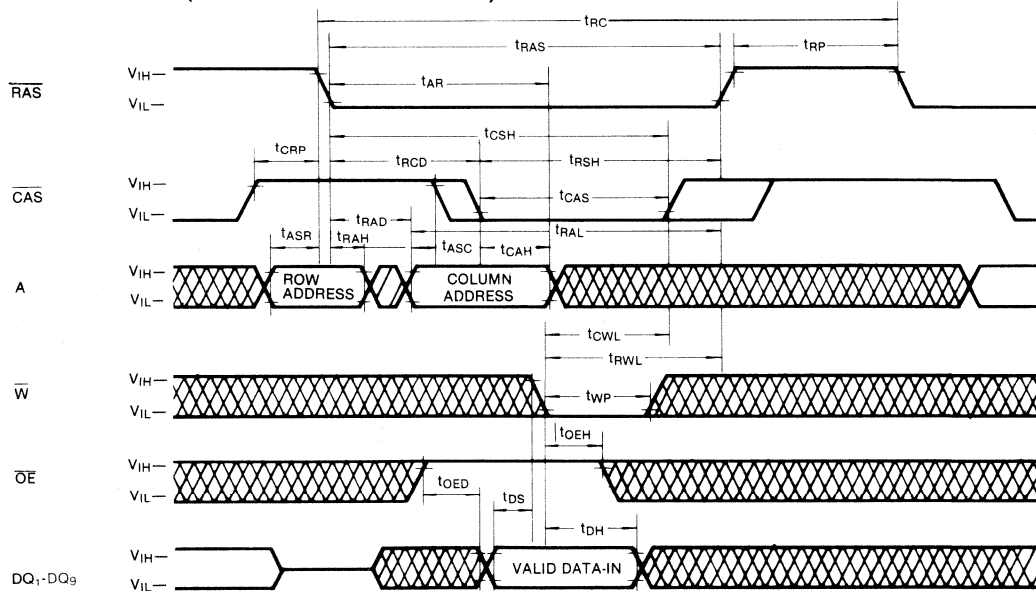 tRC
tRAS
tRP
RAS
VIH
VIL
tAR
tCSH
tCRP
tRCD
tRSH
CAS
VIH
VIL
tCAS
tRAD
tRAL
tASR
tRAH
tASC
tCAH
A
VIH
VIL
ROW
ADDRESS
COLUMN
ADDRESS
tCWL
tRWL
W
VIH
VIL
tWP
tOEH
OE
VIH
VIL
tOED
tDS
tDH
DQ1-DQ9
VIH
VIL
VALID DATA-IN